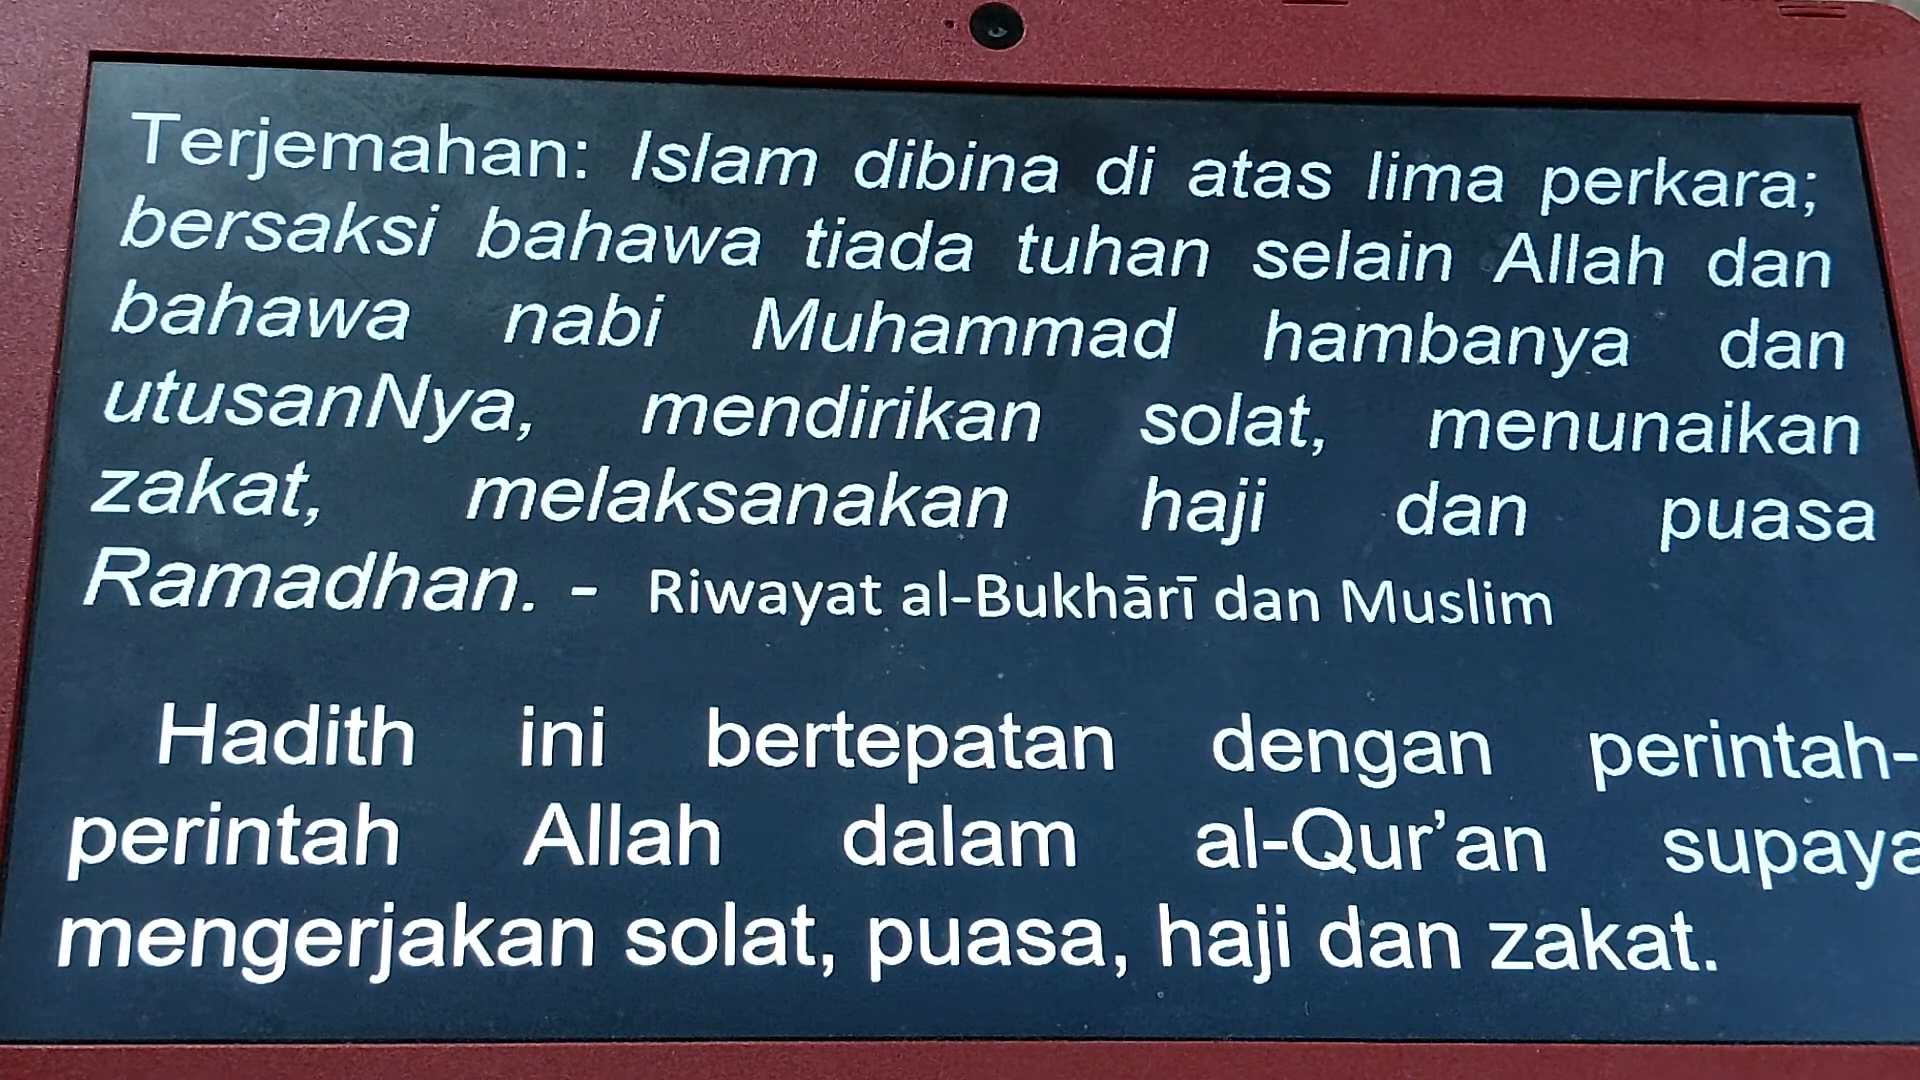 Terjemahan: Islam dibina di atas lima perkara;
bersaksi bahawa tiada tuhan selain Allah dan
bahawa nabi Muhammad hambanya dan
utusanNya, mendirikan solat, menunaikan
zakat, melaksanakan haji dan puasa
Ramadhan. - Riwayat al-Bukhārī dan Muslim
Hadith ini bertepatan dengan perintah-
perintah Allah dalam al-Qur’an supaya
mengerjakan solat, puasa, haji dan zakat.